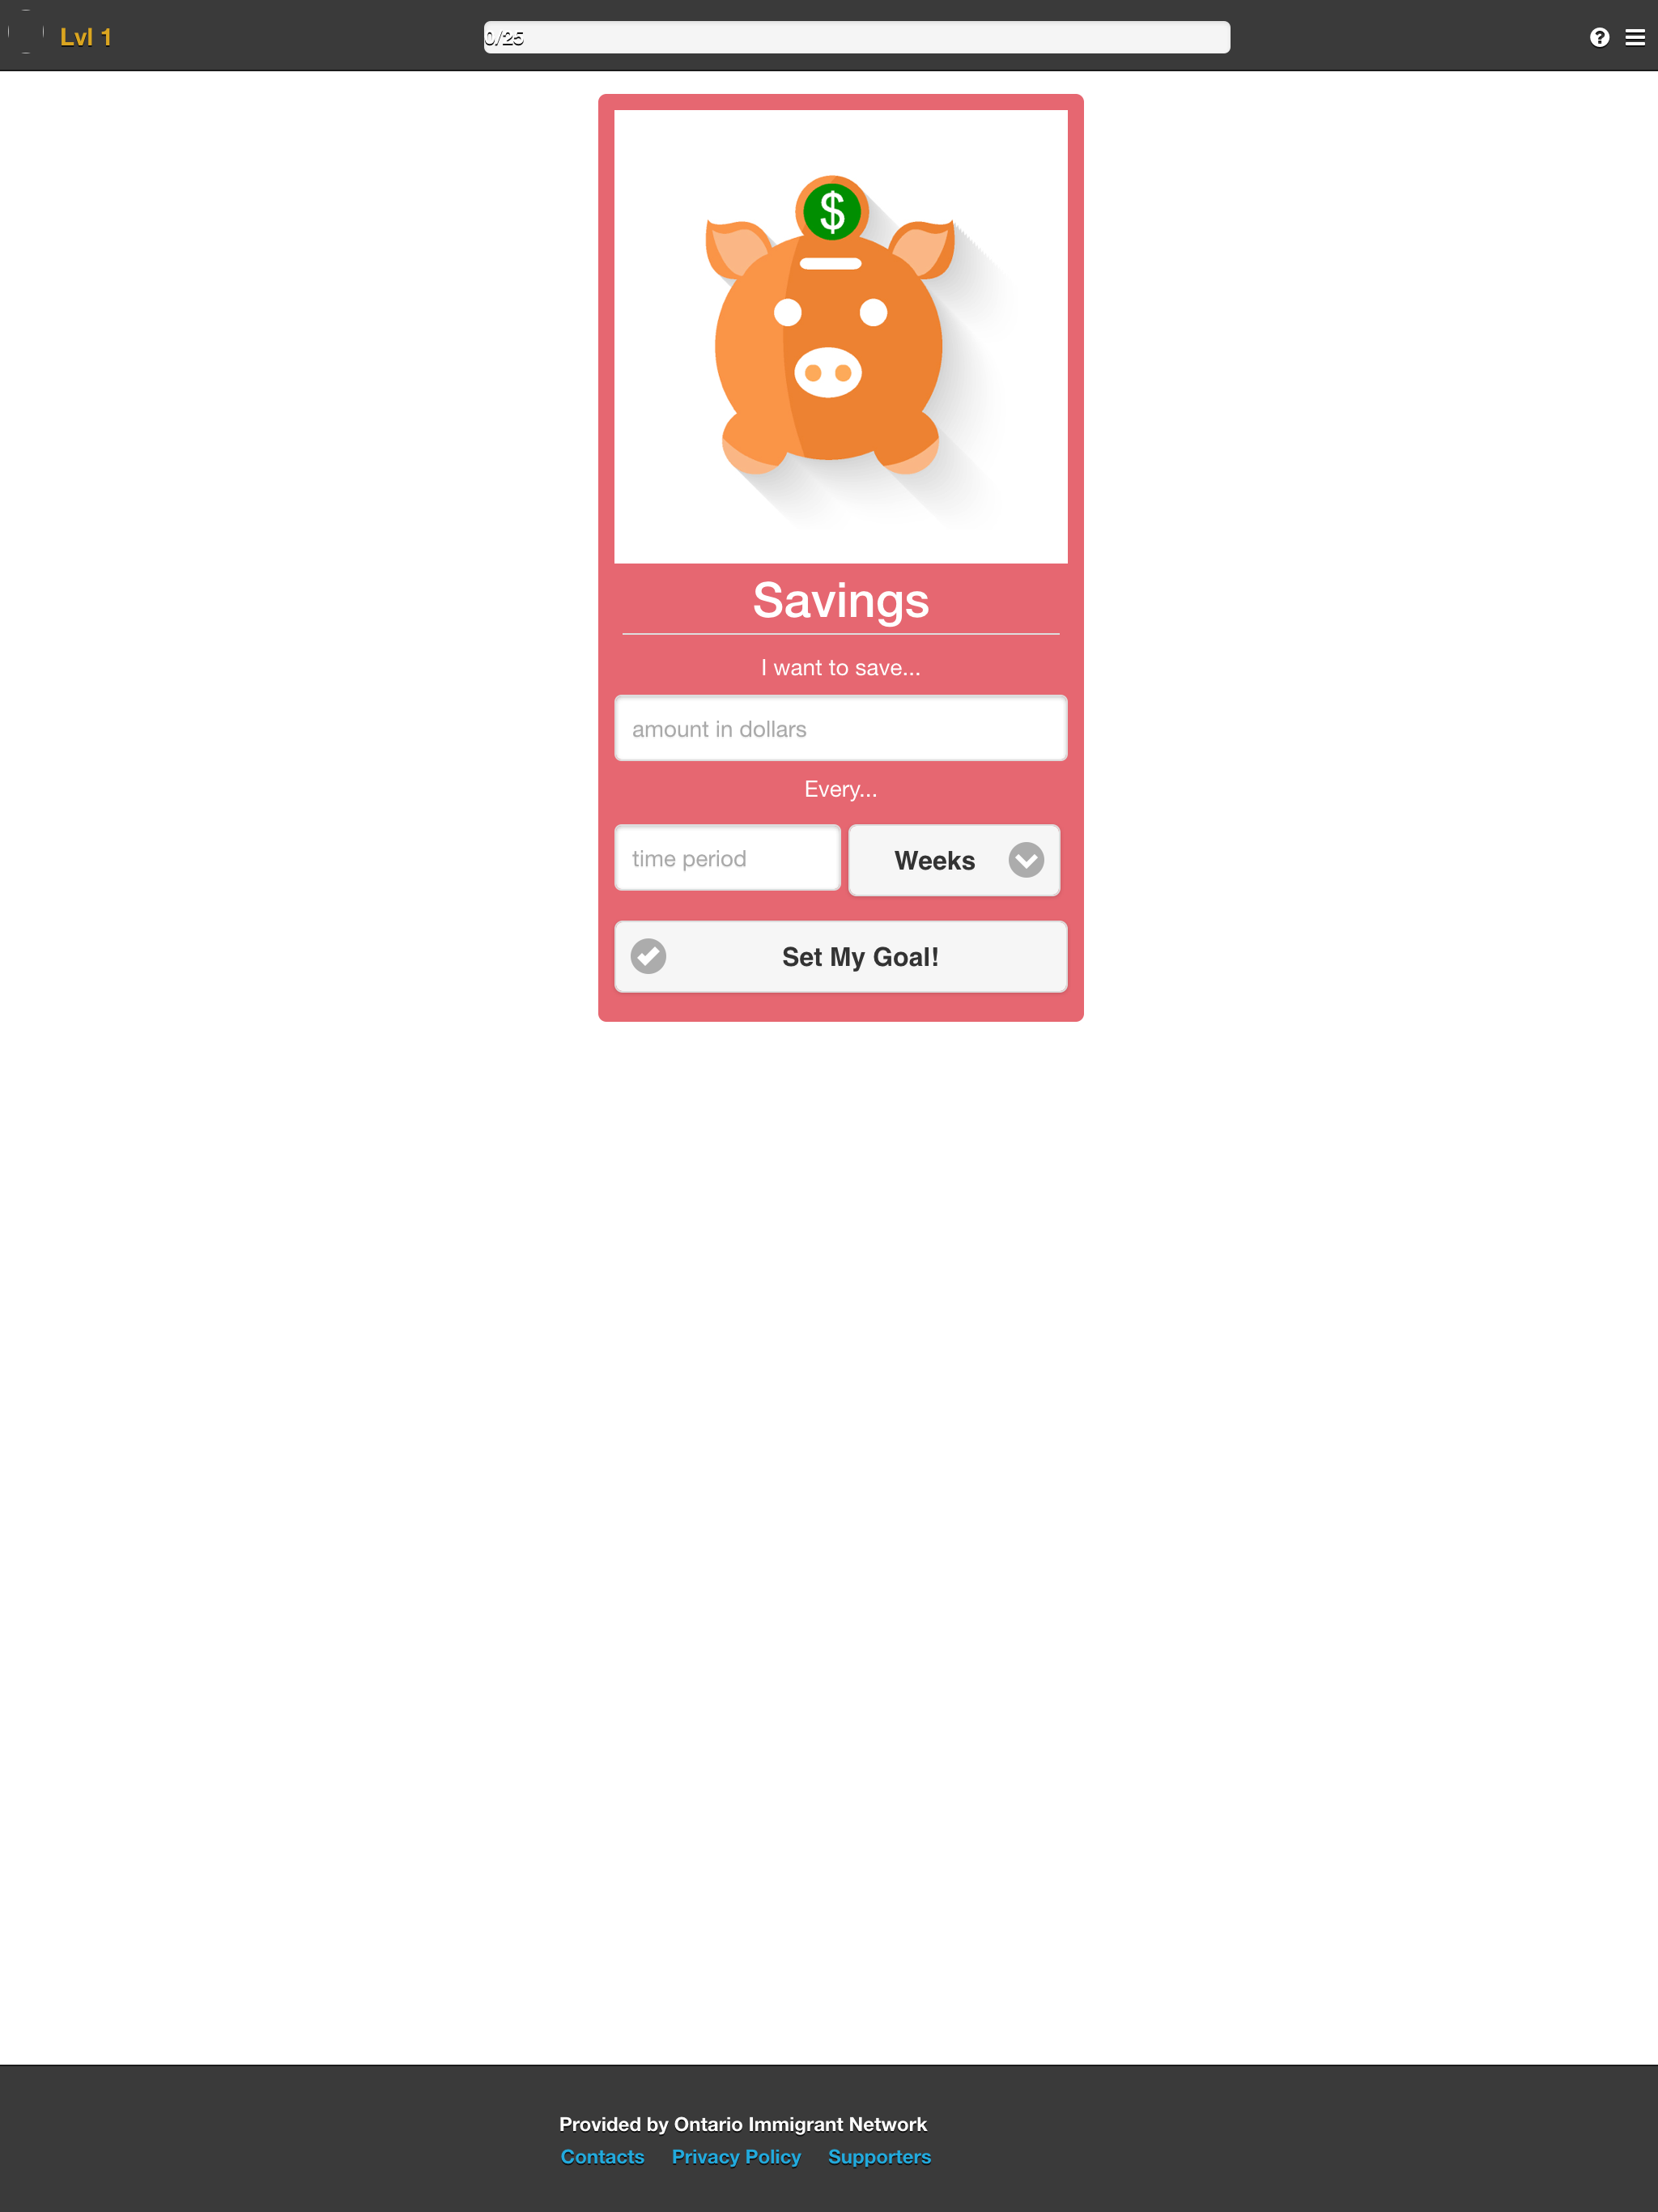 Lvl 1
0/25
$
Savings
I want to save...
amount in dollars
Every...
time period
Weeks
Set My Goal!
Provided by Ontario Immigrant Network
Contacts Privacy Policy Supporters